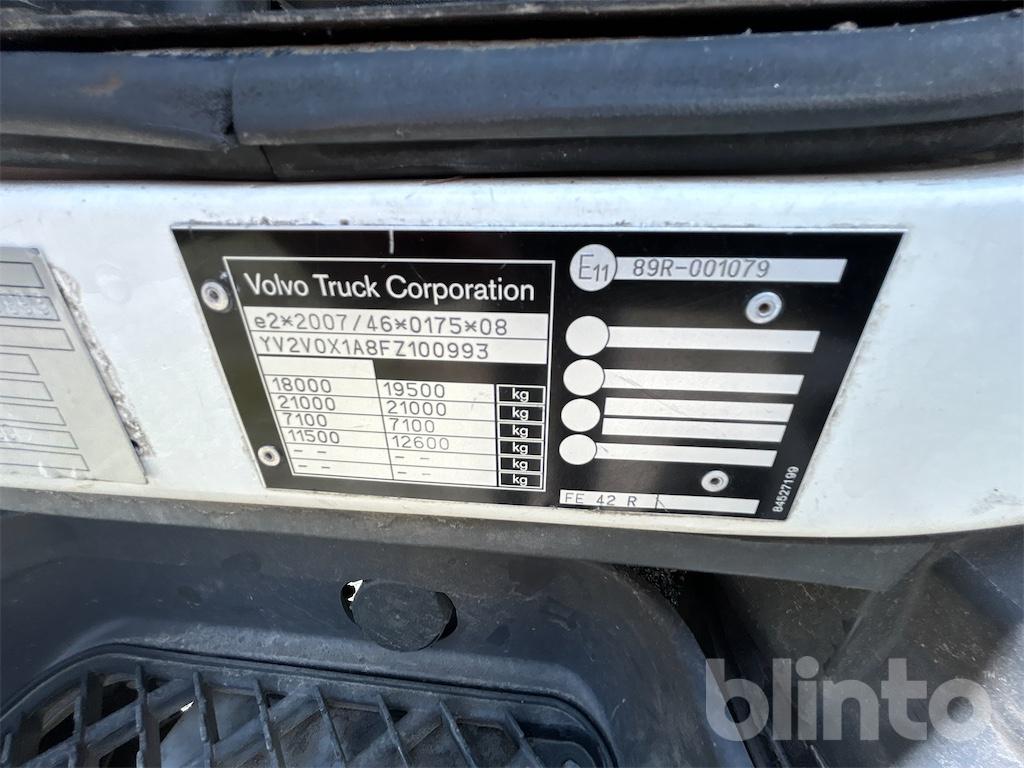 Volvo Truck Corporation
e2*2007/46*0175*08
YV2V0X1A8FZ100993
18000 19500 kg
21000 21000 kg
7100 7100 kg
11500 12600 kg
- - - - kg
- - - - kg
E11 89R-001079
FE 42 R
84527199
blinto